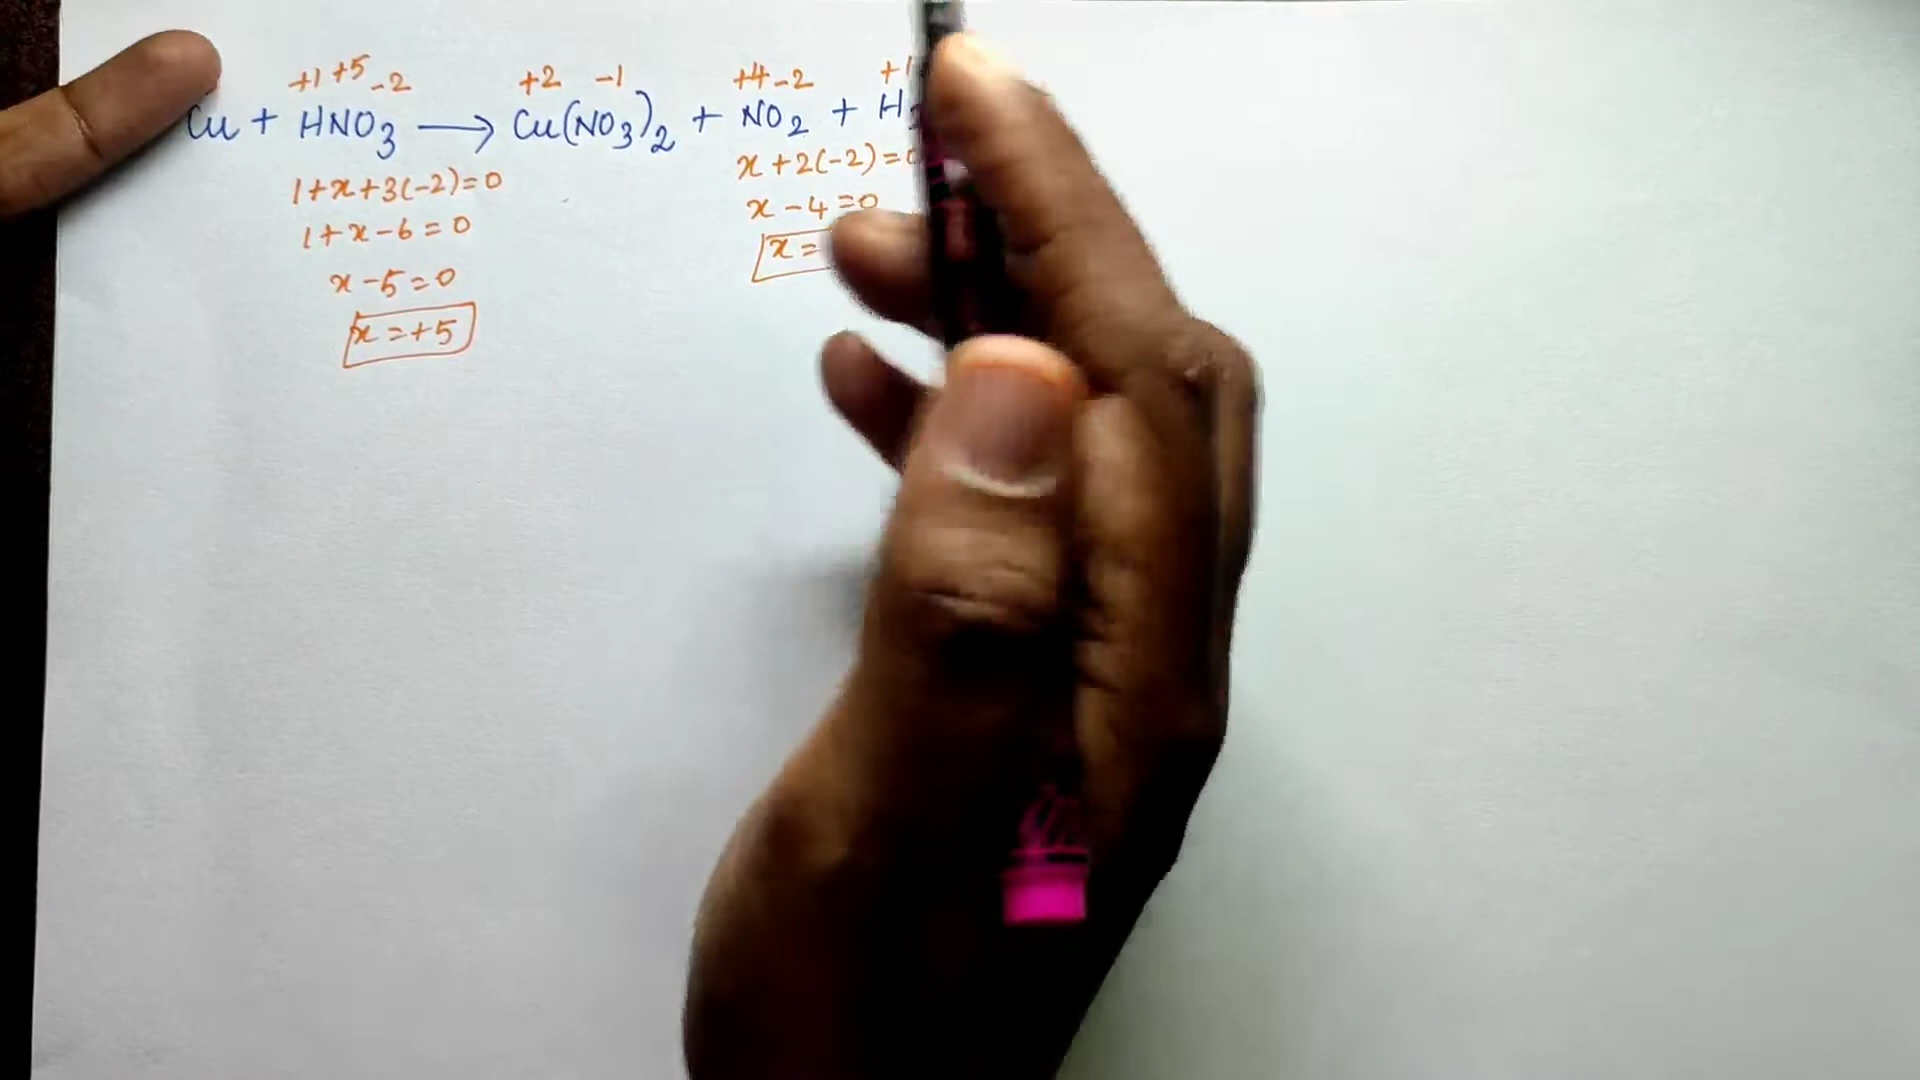 +1 +5 -2 +2 -1 +4 -2 +1
Cu + HNO3 ⟶ Cu(NO3)2 + NO2 + H2
1+x+3(-2)=0
1+x-6=0
x-5=0
x=+5
x+2(-2)=0
x-4=0
x=